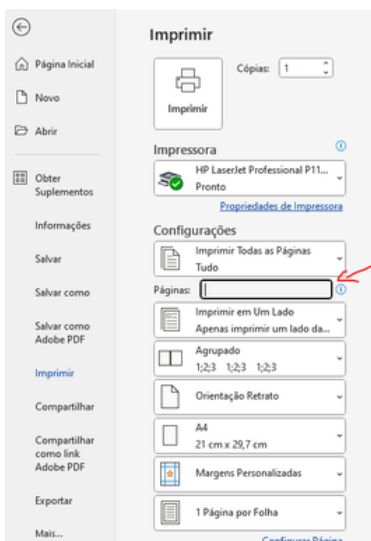 Imprimir
Página Inicial
Novo
Abrir
Obter
Suplementos
Informações
Salvar
Salvar como
Salvar como
Adobe PDF
Imprimir
Compartilhar
Compartilhar
como link
Adobe PDF
Exportar
Mais...
Imprimir
Cópias: 1
Impressora
HP LaserJet Professional P11...
Pronto
Propriedades de Impressora
Configurações
Imprimir Todas as Páginas
Tudo
Páginas:
Imprimir em Um Lado
Apenas imprimir um lado da...
Agrupado
1;2;3 1;2;3 1;2;3
Orientação Retrato
A4
21 cm x 29,7 cm
Margens Personalizadas
1 Página por Folha
Configurar Página